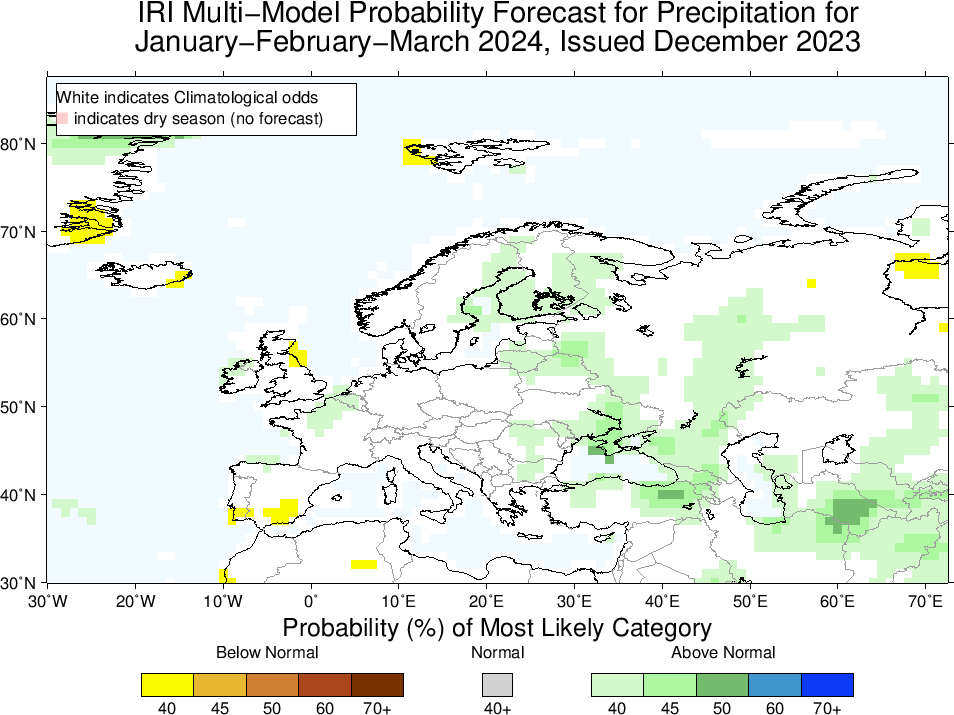 IRI Multi−Model Probability Forecast for Precipitation for
January−February−March 2024, Issued December 2023
White indicates Climatological odds
indicates dry season (no forecast)
80˚N
70˚N
60˚N
50˚N
40˚N
30˚N
30˚W 20˚W 10˚W 0˚ 10˚E 20˚E 30˚E 40˚E 50˚E 60˚E 70˚E
Probability (%) of Most Likely Category
Below Normal Normal Above Normal
40 45 50 60 70+ 40+ 40 45 50 60 70+